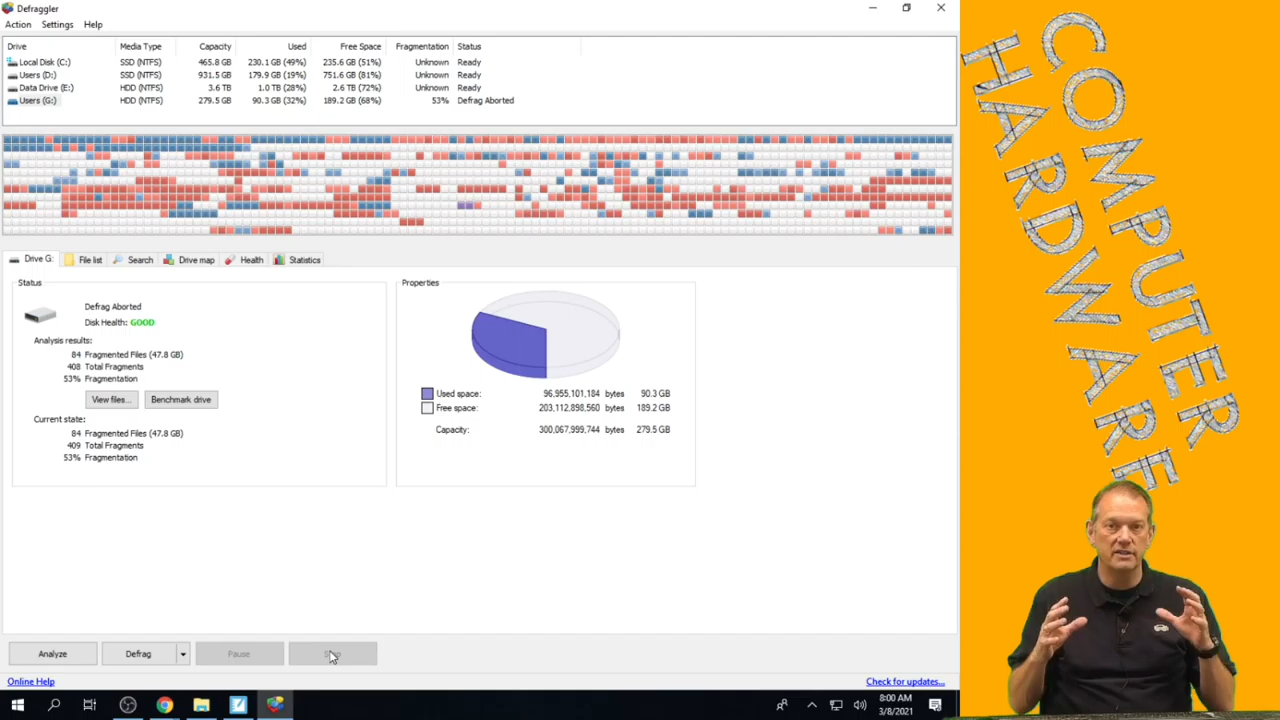 Defraggler
Action Settings Help
Drive Media Type Capacity Used Free Space Fragmentation Status
Local Disk (C:) SSD (NTFS) 465.8 GB 230.1 GB (49%) 235.6 GB (51%) Unknown Ready
Users (D:) SSD (NTFS) 931.5 GB 179.9 GB (19%) 751.6 GB (81%) Unknown Ready
Data Drive (E:) HDD (NTFS) 3.6 TB 1.0 TB (28%) 2.6 TB (72%) Unknown Ready
Users (G:) HDD (NTFS) 279.5 GB 90.3 GB (32%) 189.2 GB (68%) 53% Defrag Aborted
Drive G: File list Search Drive map Health Statistics
Status
Defrag Aborted
Disk Health: GOOD
Analysis results:
84 Fragmented Files (47.8 GB)
408 Total Fragments
53% Fragmentation
View files... Benchmark drive
Current state:
84 Fragmented Files (47.8 GB)
409 Total Fragments
53% Fragmentation
Properties
Used space: 96,955,101,184 bytes 90.3 GB
Free space: 203,112,898,560 bytes 189.2 GB
Capacity: 300,067,999,744 bytes 279.5 GB
Analyze Defrag Pause Stop
Online Help Check for updates...
8:00 AM
3/8/2021
COMPUTER
HARDWARE